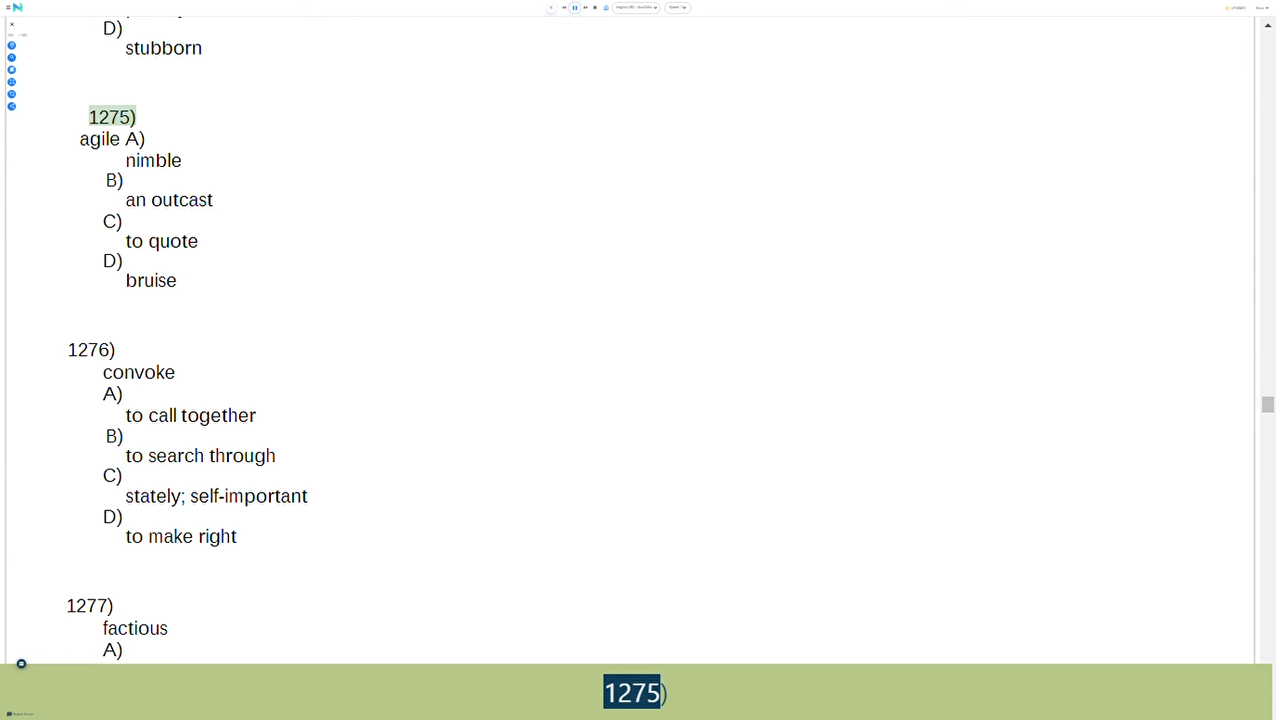 D)
stubborn
1275)
agile A)
nimble
B)
an outcast
C)
to quote
D)
bruise
1276)
convoke
A)
to call together
B)
to search through
C)
stately; self-important
D)
to make right
1277)
factious
A)
1275)